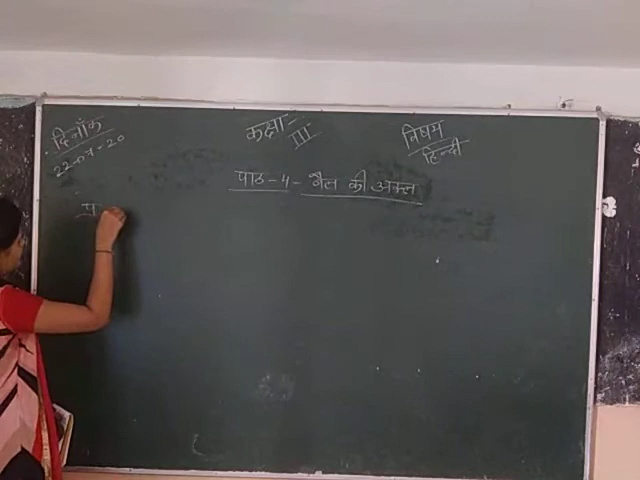 दिनाँक
22-07-20
कक्षा
III
विषय
हिन्दी
पाठ-4- बैल की अक्ल
प